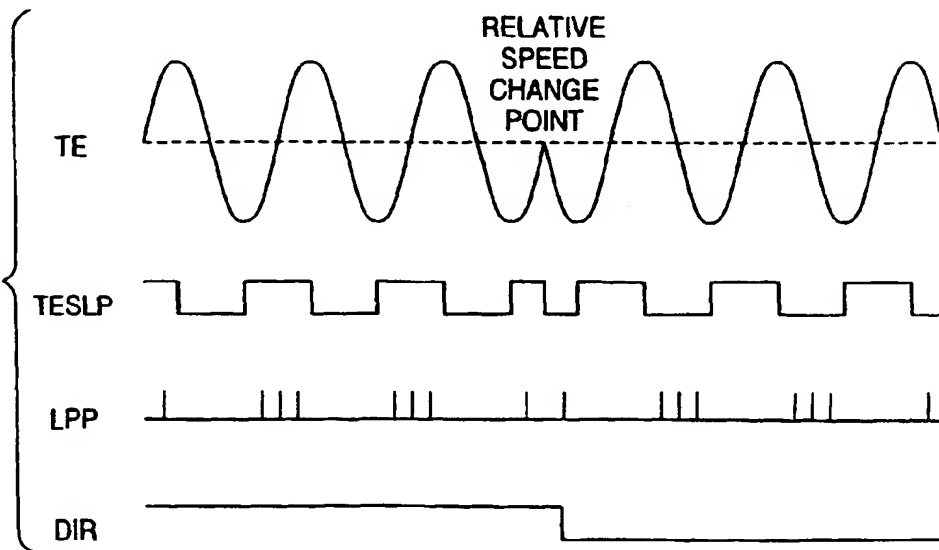 RELATIVE
SPEED
CHANGE
POINT
TE
TESLP
LPP
DIR